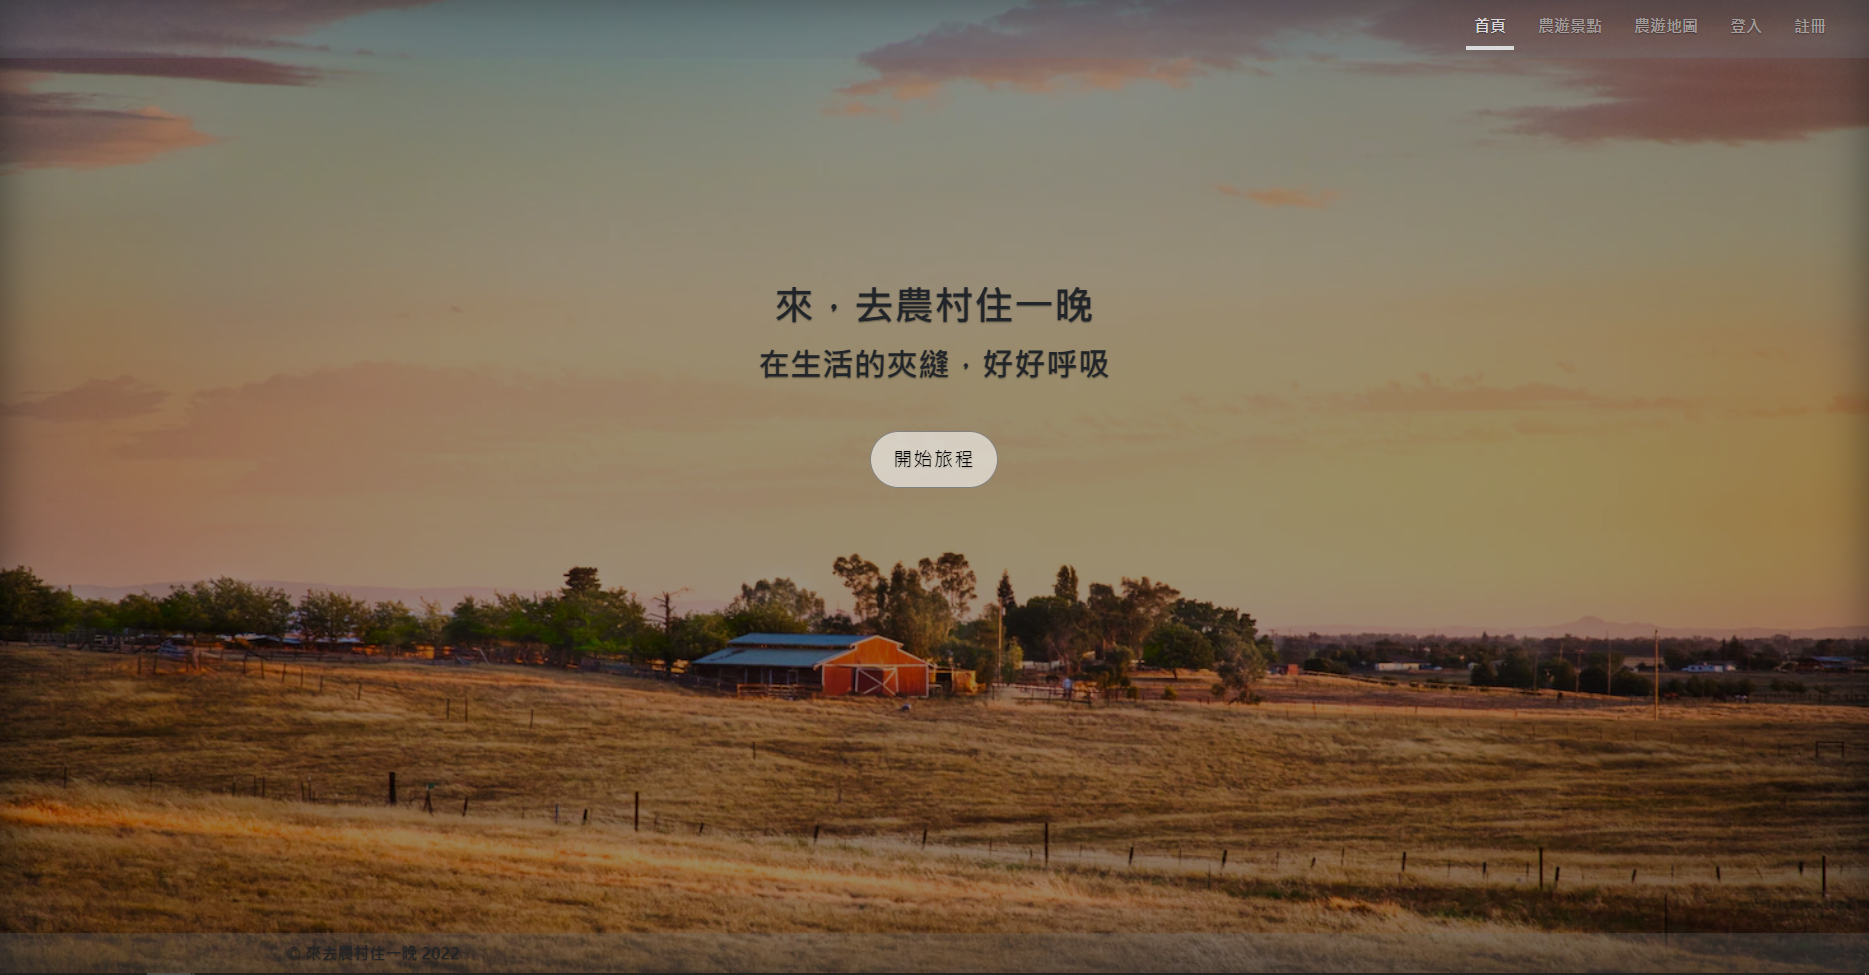 首頁 農遊景點 農遊地圖 登入 註冊
來，去農村住一晚
在生活的夾縫，好好呼吸
開始旅程
© 來去農村住一晚 2022